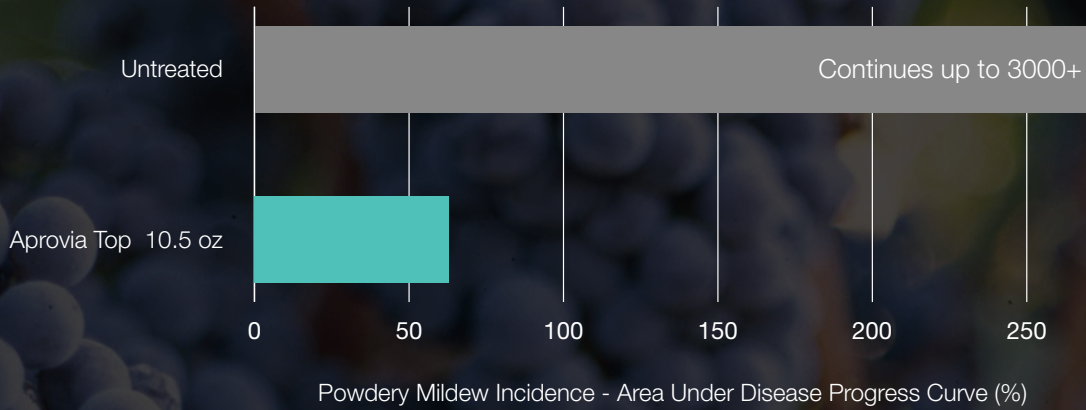 Untreated
Continues up to 3000+
Aprovia Top 10.5 oz
0 50 100 150 200 250
Powdery Mildew Incidence - Area Under Disease Progress Curve (%)